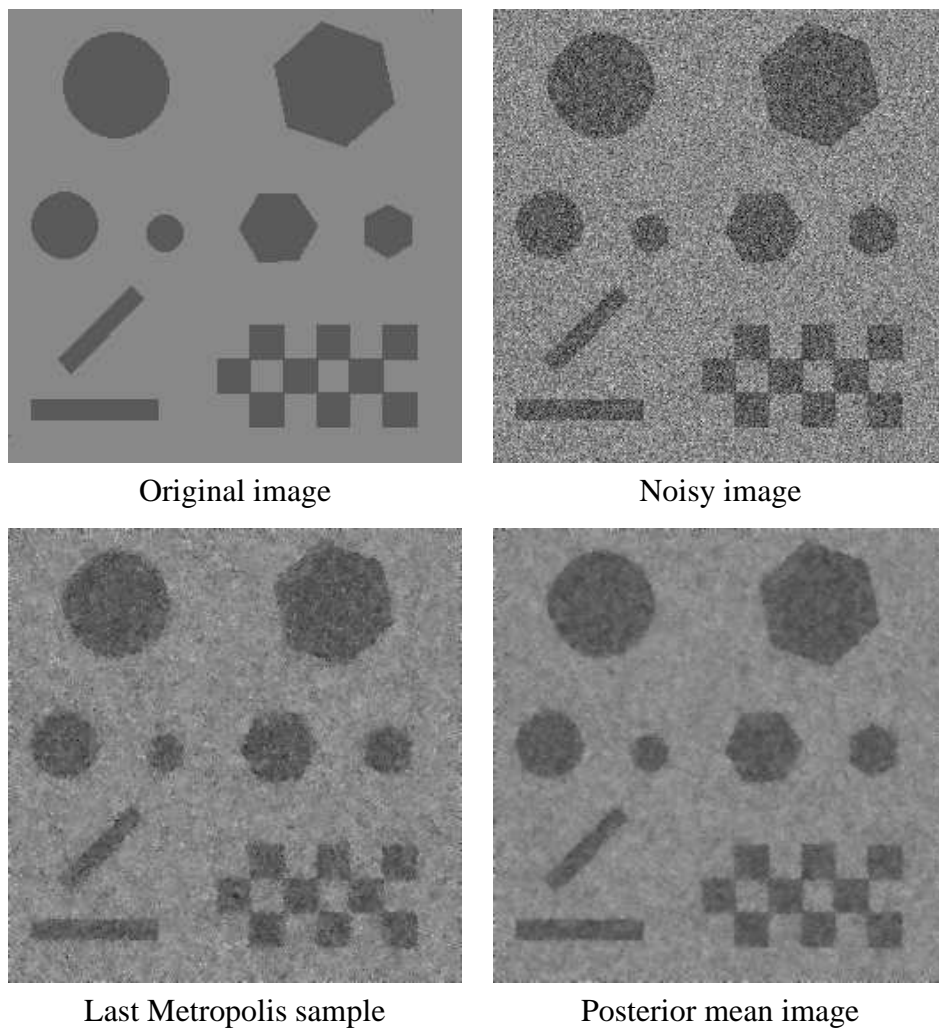 Original image
Noisy image
Last Metropolis sample
Posterior mean image